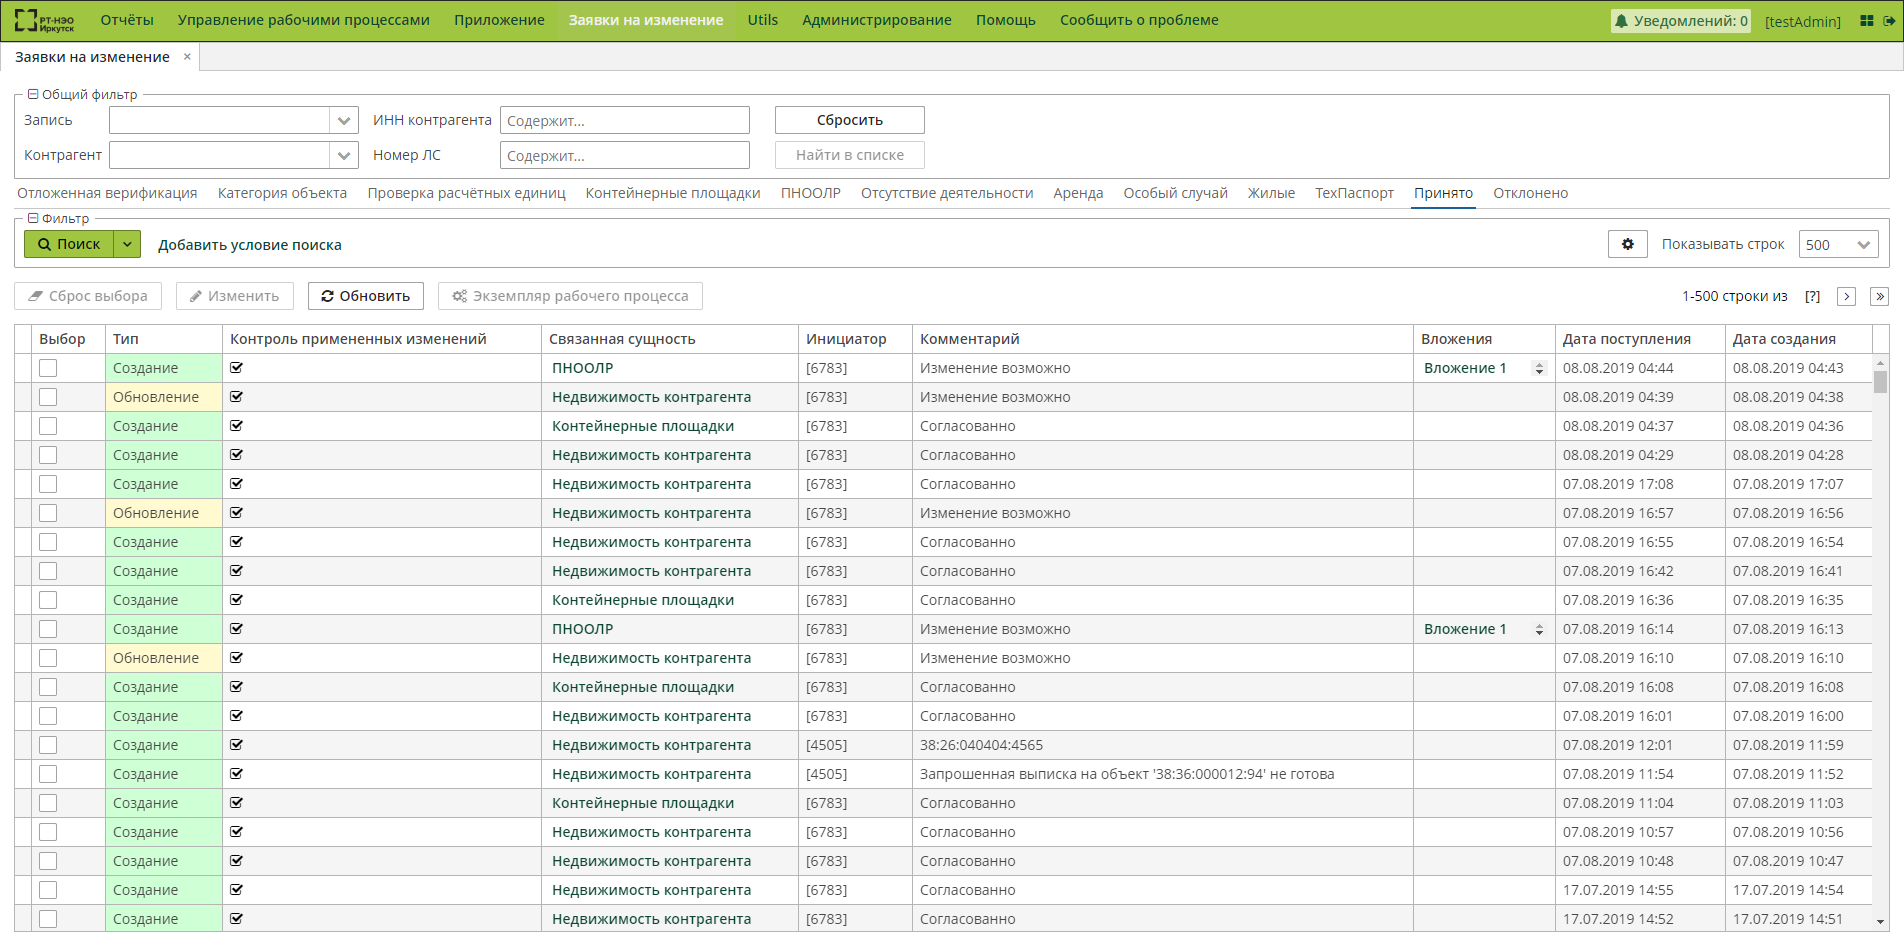 РТ-НЭО Иркутск Отчёты Управление рабочими процессами Приложение Заявки на изменение Utils Администрирование Помощь Сообщить о проблеме Уведомлений: 0 [testAdmin]
Заявки на изменение ×
Общий фильтр
Запись ИНН контрагента Содержит... Сбросить
Контрагент Номер ЛС Содержит... Найти в списке
Отложенная верификация Категория объекта Проверка расчётных единиц Контейнерные площадки ПНООЛР Отсутствие деятельности Аренда Особый случай Жилые ТехПаспорт Принято Отклонено
Фильтр
Поиск Добавить условие поиска Показывать строк 500
Сброс выбора Изменить Обновить Экземпляр рабочего процесса 1-500 строки из [?]
Выбор Тип Контроль примененных изменений Связанная сущность Инициатор Комментарий Вложения Дата поступления Дата создания
Создание ПНООЛР [6783] Изменение возможно Вложение 1 08.08.2019 04:44 08.08.2019 04:43
Обновление Недвижимость контрагента [6783] Изменение возможно 08.08.2019 04:39 08.08.2019 04:38
Создание Контейнерные площадки [6783] Согласованно 08.08.2019 04:37 08.08.2019 04:36
Создание Недвижимость контрагента [6783] Согласованно 08.08.2019 04:29 08.08.2019 04:28
Создание Недвижимость контрагента [6783] Согласованно 07.08.2019 17:08 07.08.2019 17:07
Обновление Недвижимость контрагента [6783] Изменение возможно 07.08.2019 16:57 07.08.2019 16:56
Создание Недвижимость контрагента [6783] Согласованно 07.08.2019 16:55 07.08.2019 16:54
Создание Недвижимость контрагента [6783] Согласованно 07.08.2019 16:42 07.08.2019 16:41
Создание Контейнерные площадки [6783] Согласованно 07.08.2019 16:36 07.08.2019 16:35
Создание ПНООЛР [6783] Изменение возможно Вложение 1 07.08.2019 16:14 07.08.2019 16:13
Обновление Недвижимость контрагента [6783] Изменение возможно 07.08.2019 16:10 07.08.2019 16:10
Создание Контейнерные площадки [6783] Согласованно 07.08.2019 16:08 07.08.2019 16:08
Создание Недвижимость контрагента [6783] Согласованно 07.08.2019 16:01 07.08.2019 16:00
Создание Недвижимость контрагента [4505] 38:26:040404:4565 07.08.2019 12:01 07.08.2019 11:59
Создание Недвижимость контрагента [4505] Запрошенная выписка на объект '38:36:000012:94' не готова 07.08.2019 11:54 07.08.2019 11:52
Создание Контейнерные площадки [6783] Согласованно 07.08.2019 11:04 07.08.2019 11:03
Создание Недвижимость контрагента [6783] Согласованно 07.08.2019 10:57 07.08.2019 10:56
Создание Недвижимость контрагента [6783] Согласованно 07.08.2019 10:48 07.08.2019 10:47
Создание Недвижимость контрагента [6783] Согласованно 17.07.2019 14:55 17.07.2019 14:54
Создание Недвижимость контрагента [6783] Согласованно 17.07.2019 14:52 17.07.2019 14:51